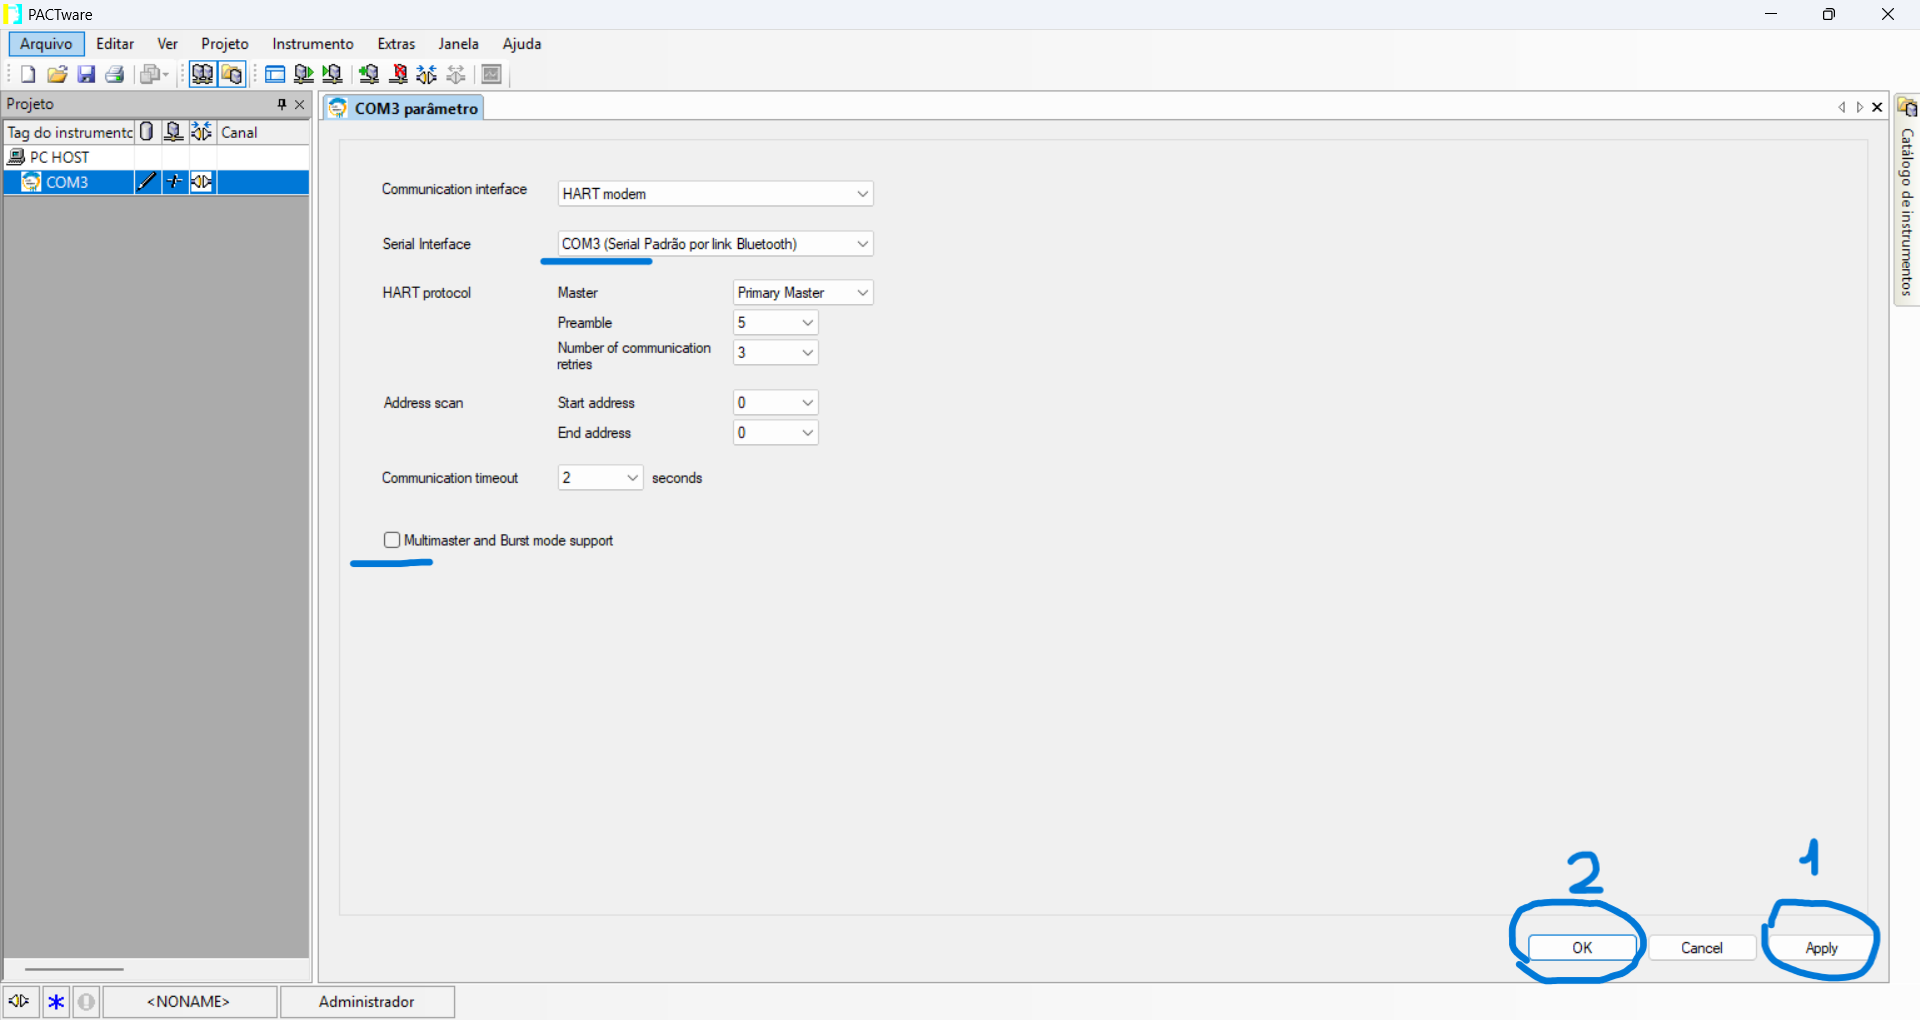 PACTware
Arquivo Editar Ver Projeto Instrumento Extras Janela Ajuda
Projeto
Tag do instrumentc Canal
PC HOST
COM3
COM3 parâmetro
Communication interface HART modem
Serial Interface COM3 (Serial Padrão por link Bluetooth)
HART protocol Master Primary Master
Preamble 5
Number of communication retries 3
Address scan Start address 0
End address 0
Communication timeout 2 seconds
Multimaster and Burst mode support
2 1
OK Cancel Apply
Catálogo de instrumentos
<NONAME> Administrador